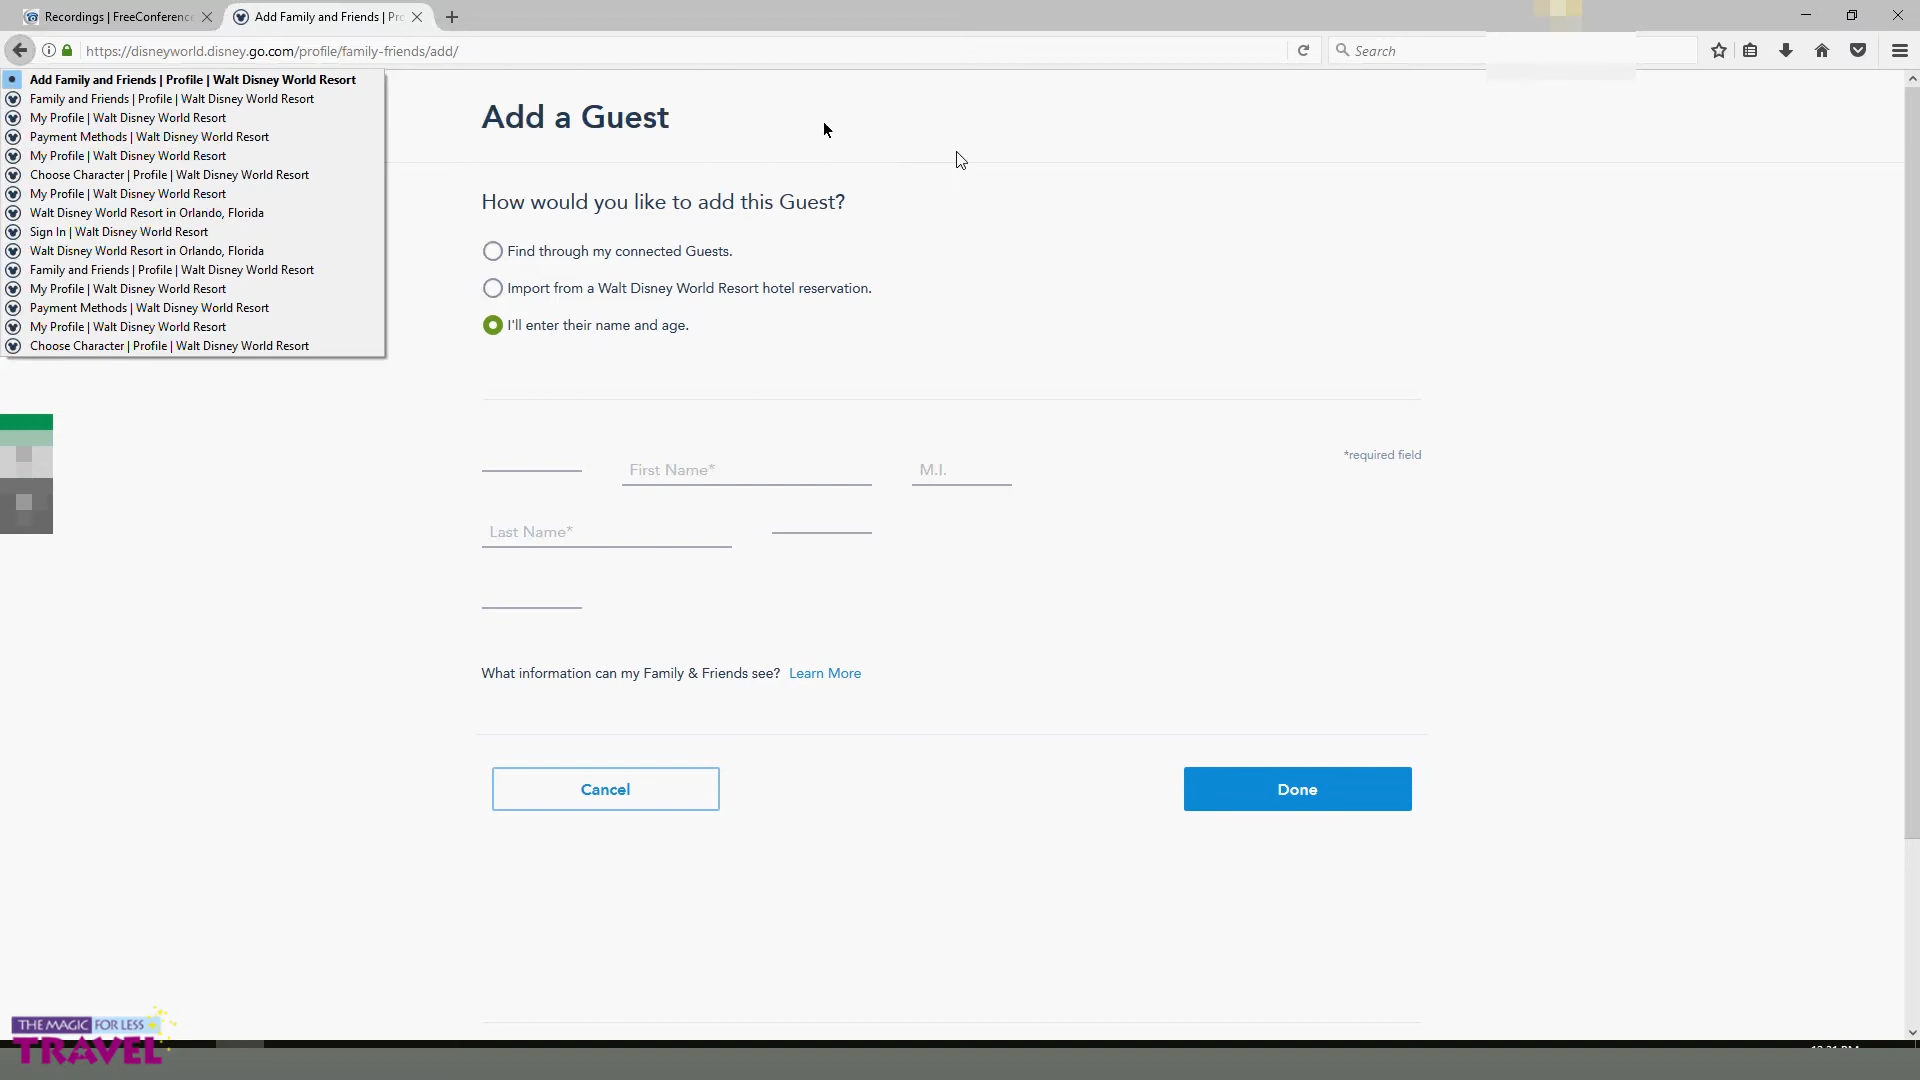 Recordings | FreeConference
Add Family and Friends | Pro
https://disneyworld.disney.go.com/profile/family-friends/add/
Search
Add Family and Friends | Profile | Walt Disney World Resort
Family and Friends | Profile | Walt Disney World Resort
My Profile | Walt Disney World Resort
Payment Methods | Walt Disney World Resort
My Profile | Walt Disney World Resort
Choose Character | Profile | Walt Disney World Resort
My Profile | Walt Disney World Resort
Walt Disney World Resort in Orlando, Florida
Sign In | Walt Disney World Resort
Walt Disney World Resort in Orlando, Florida
Family and Friends | Profile | Walt Disney World Resort
My Profile | Walt Disney World Resort
Payment Methods | Walt Disney World Resort
My Profile | Walt Disney World Resort
Choose Character | Profile | Walt Disney World Resort
Add a Guest
How would you like to add this Guest?
Find through my connected Guests.
Import from a Walt Disney World Resort hotel reservation.
I'll enter their name and age.
*required field
First Name*
M.I.
Last Name*
What information can my Family & Friends see? Learn More
Cancel
Done
THE MAGIC FOR LESS
TRAVEL